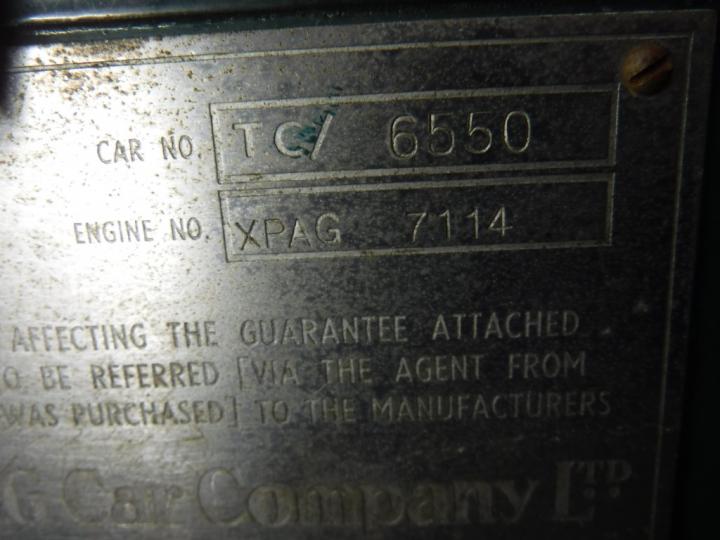 CAR NO. T.C/ 6550
ENGINE NO. XPAG 7114
AFFECTING THE GUARANTEE ATTACHED
O BE REFERRED [VIA THE AGENT FROM
WAS PURCHASED] TO THE MANUFACTURERS
G Car Company LTD